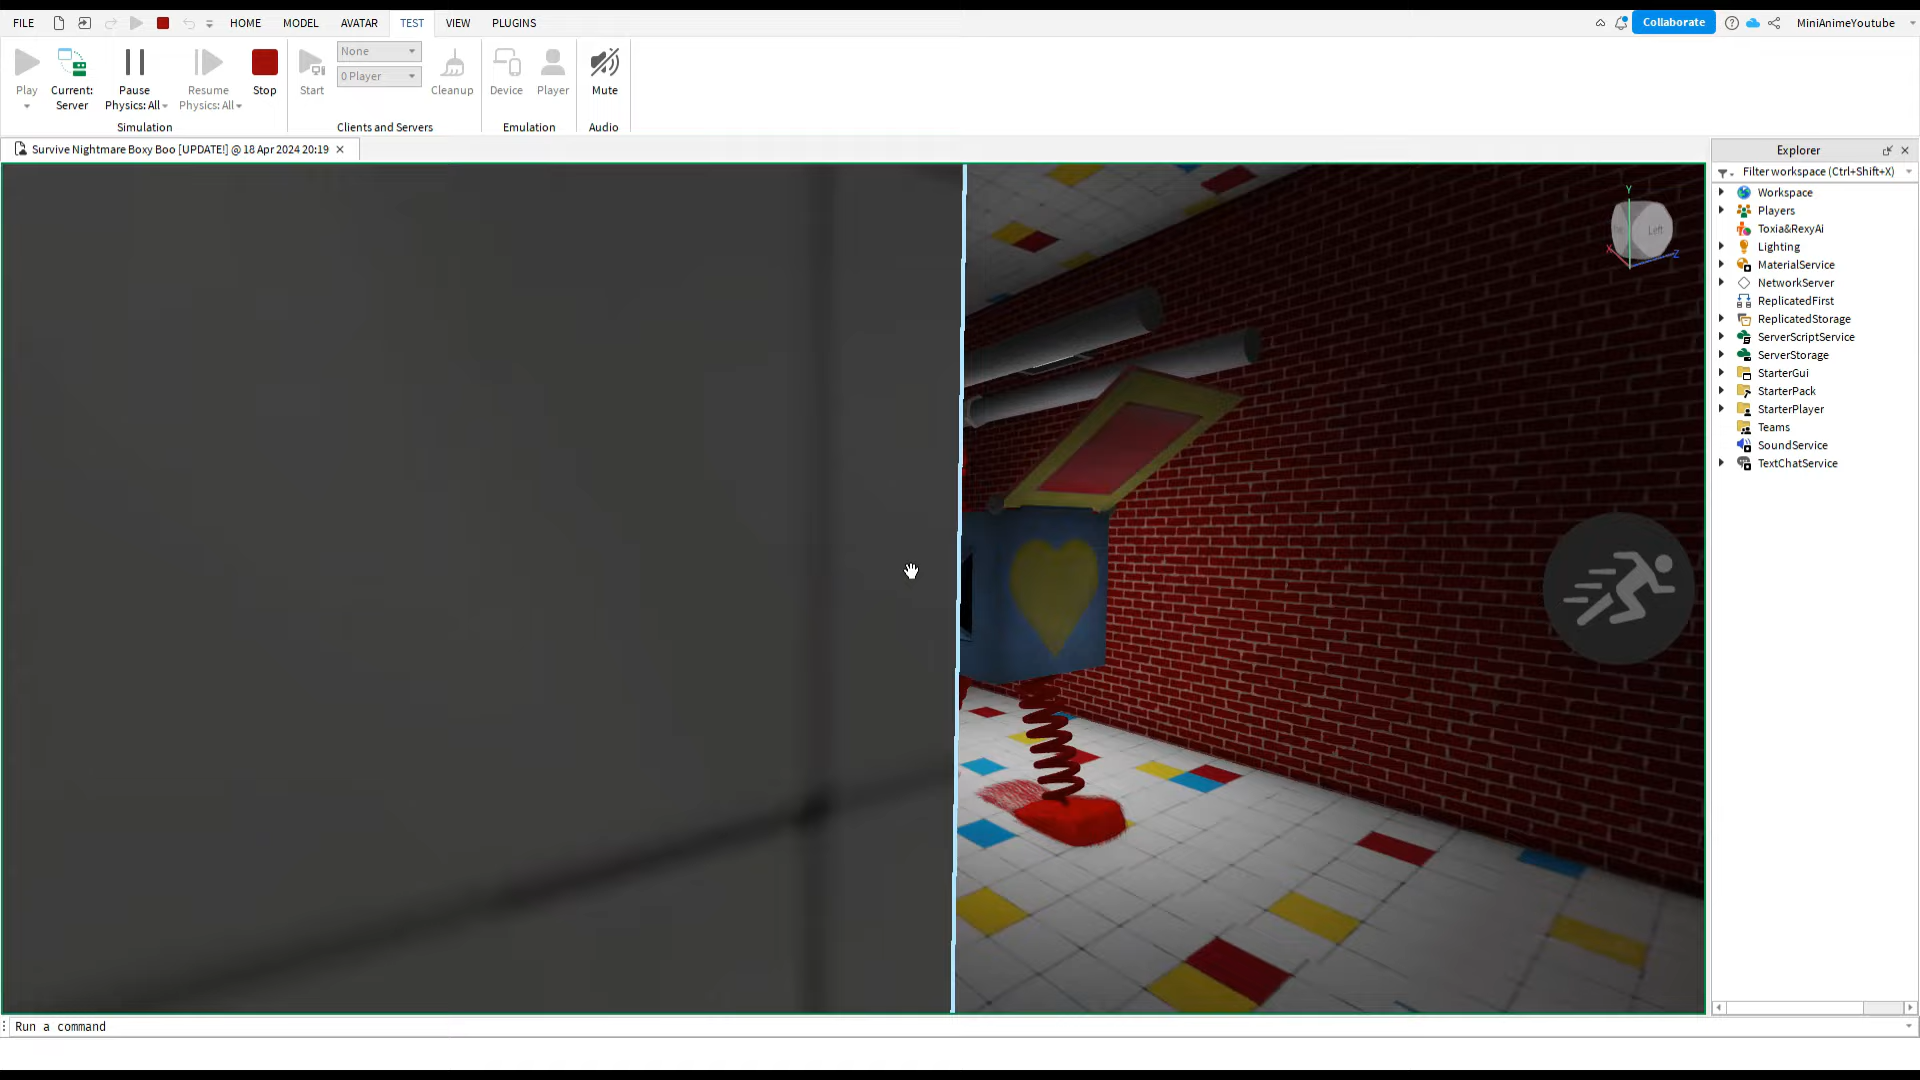 FILE HOME MODEL AVATAR TEST VIEW PLUGINS Collaborate MiniAnimeYoutube
Play Current: Server Pause Physics: All Resume Physics: All Stop Start None 0 Player Cleanup Device Player Mute
Simulation Clients and Servers Emulation Audio
Survive Nightmare Boxy Boo [UPDATE!] @ 18 Apr 2024 20:19
Explorer
Filter workspace (Ctrl+Shift+X)
Workspace
Players
Toxia&RexyAi
Lighting
MaterialService
NetworkServer
ReplicatedFirst
ReplicatedStorage
ServerScriptService
ServerStorage
StarterGui
StarterPack
StarterPlayer
Teams
SoundService
TextChatService
Y
Left
X
Z
Run a command